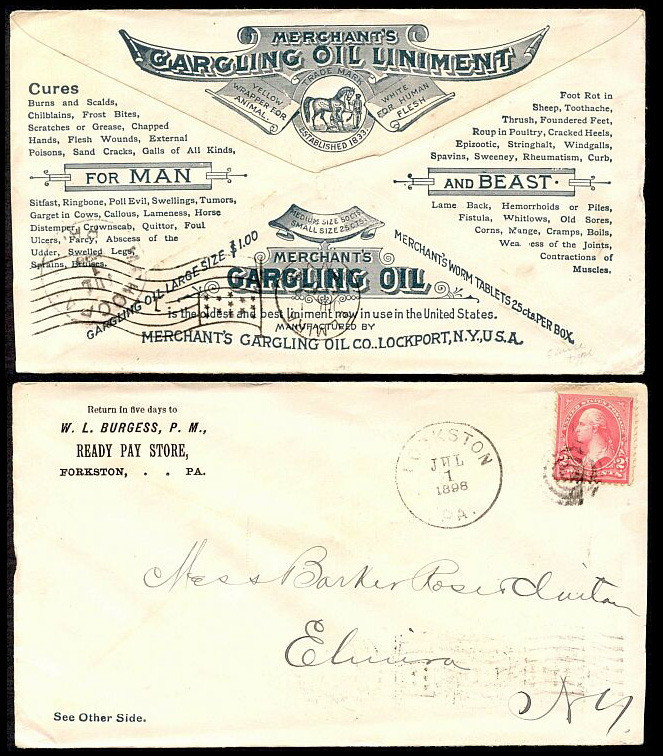 MERCHANT'S
GARGLING OIL LINIMENT
TRADE MARK
YELLOW
WRAPPER FOR
ANIMAL
WHITE
FOR HUMAN
FLESH
ESTABLISHED 1833
Cures
Burns and Scalds,
Chilblains, Frost Bites,
Scratches or Grease, Chapped
Hands, Flesh Wounds, External
Poisons, Sand Cracks, Galls of All Kinds,
FOR MAN
Sitfast, Ringbone, Poll Evil, Swellings, Tumors,
Garget in Cows, Callous, Lameness, Horse
Distemper, Crownscab, Quittor, Foul
Ulcers, Farcy, Abscess of the
Udder, Swelled Legs,
Sprains, Bruises.
Foot Rot in
Sheep, Toothache,
Thrush, Foundered Feet,
Roup in Poultry, Cracked Heels,
Epizootic, Stringhalt, Windgalls,
Spavins, Sweeney, Rheumatism, Curb,
AND BEAST.
Lame Back, Hemorrhoids or Piles,
Fistula, Whitlows, Old Sores,
Corns, Mange, Cramps, Boils,
of the Joints,
Contractions of
Muscles.
MEDIUM SIZE 50CTS.
SMALL SIZE 25CTS.
GARGLING OIL LARGE SIZE $1.00
MERCHANT'S
GARGLING OIL
MERCHANT'S WORM TABLETS 25cts. PER BOX.
is the oldest and best liniment now in use in the United States.
MANUFACTURED BY
MERCHANT'S GARGLING OIL CO., LOCKPORT, N.Y., U.S.A.
Return in five days to
W. L. BURGESS, P. M.,
READY PAY STORE,
FORKSTON, . . PA.
FORKSTON
JUL
1
1898
PA.
2
Mess Barker Rose & Clinton
Elmira
NY
See Other Side.